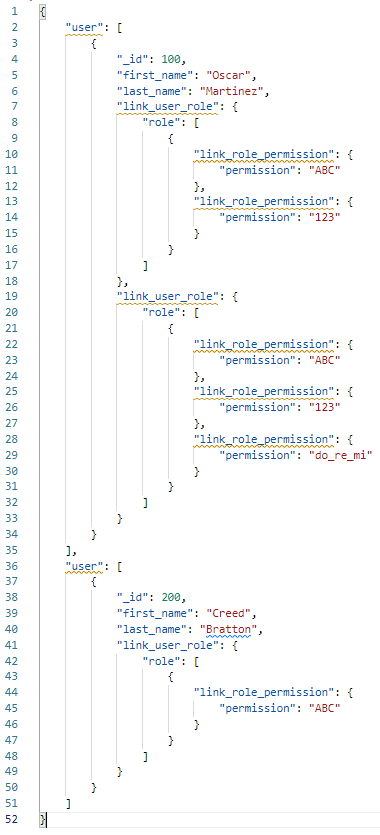 1 {
2     "user": [
3         {
4             "_id": 100,
5             "first_name": "Oscar",
6             "last_name": "Martinez",
7             "link_user_role": {
8                 "role": [
9                     {
10                         "link_role_permission": {
11                             "permission": "ABC"
12                         },
13                         "link_role_permission": {
14                             "permission": "123"
15                         }
16                     }
17                 ]
18             },
19             "link_user_role": {
20                 "role": [
21                     {
22                         "link_role_permission": {
23                             "permission": "ABC"
24                         },
25                         "link_role_permission": {
26                             "permission": "123"
27                         },
28                         "link_role_permission": {
29                             "permission": "do_re_mi"
30                         }
31                     }
32                 ]
33             }
34         }
35     ],
36     "user": [
37         {
38             "_id": 200,
39             "first_name": "Creed",
40             "last_name": "Bratton",
41             "link_user_role": {
42                 "role": [
43                     {
44                         "link_role_permission": {
45                             "permission": "ABC"
46                         }
47                     }
48                 ]
49             }
50         }
51     ]
52 }